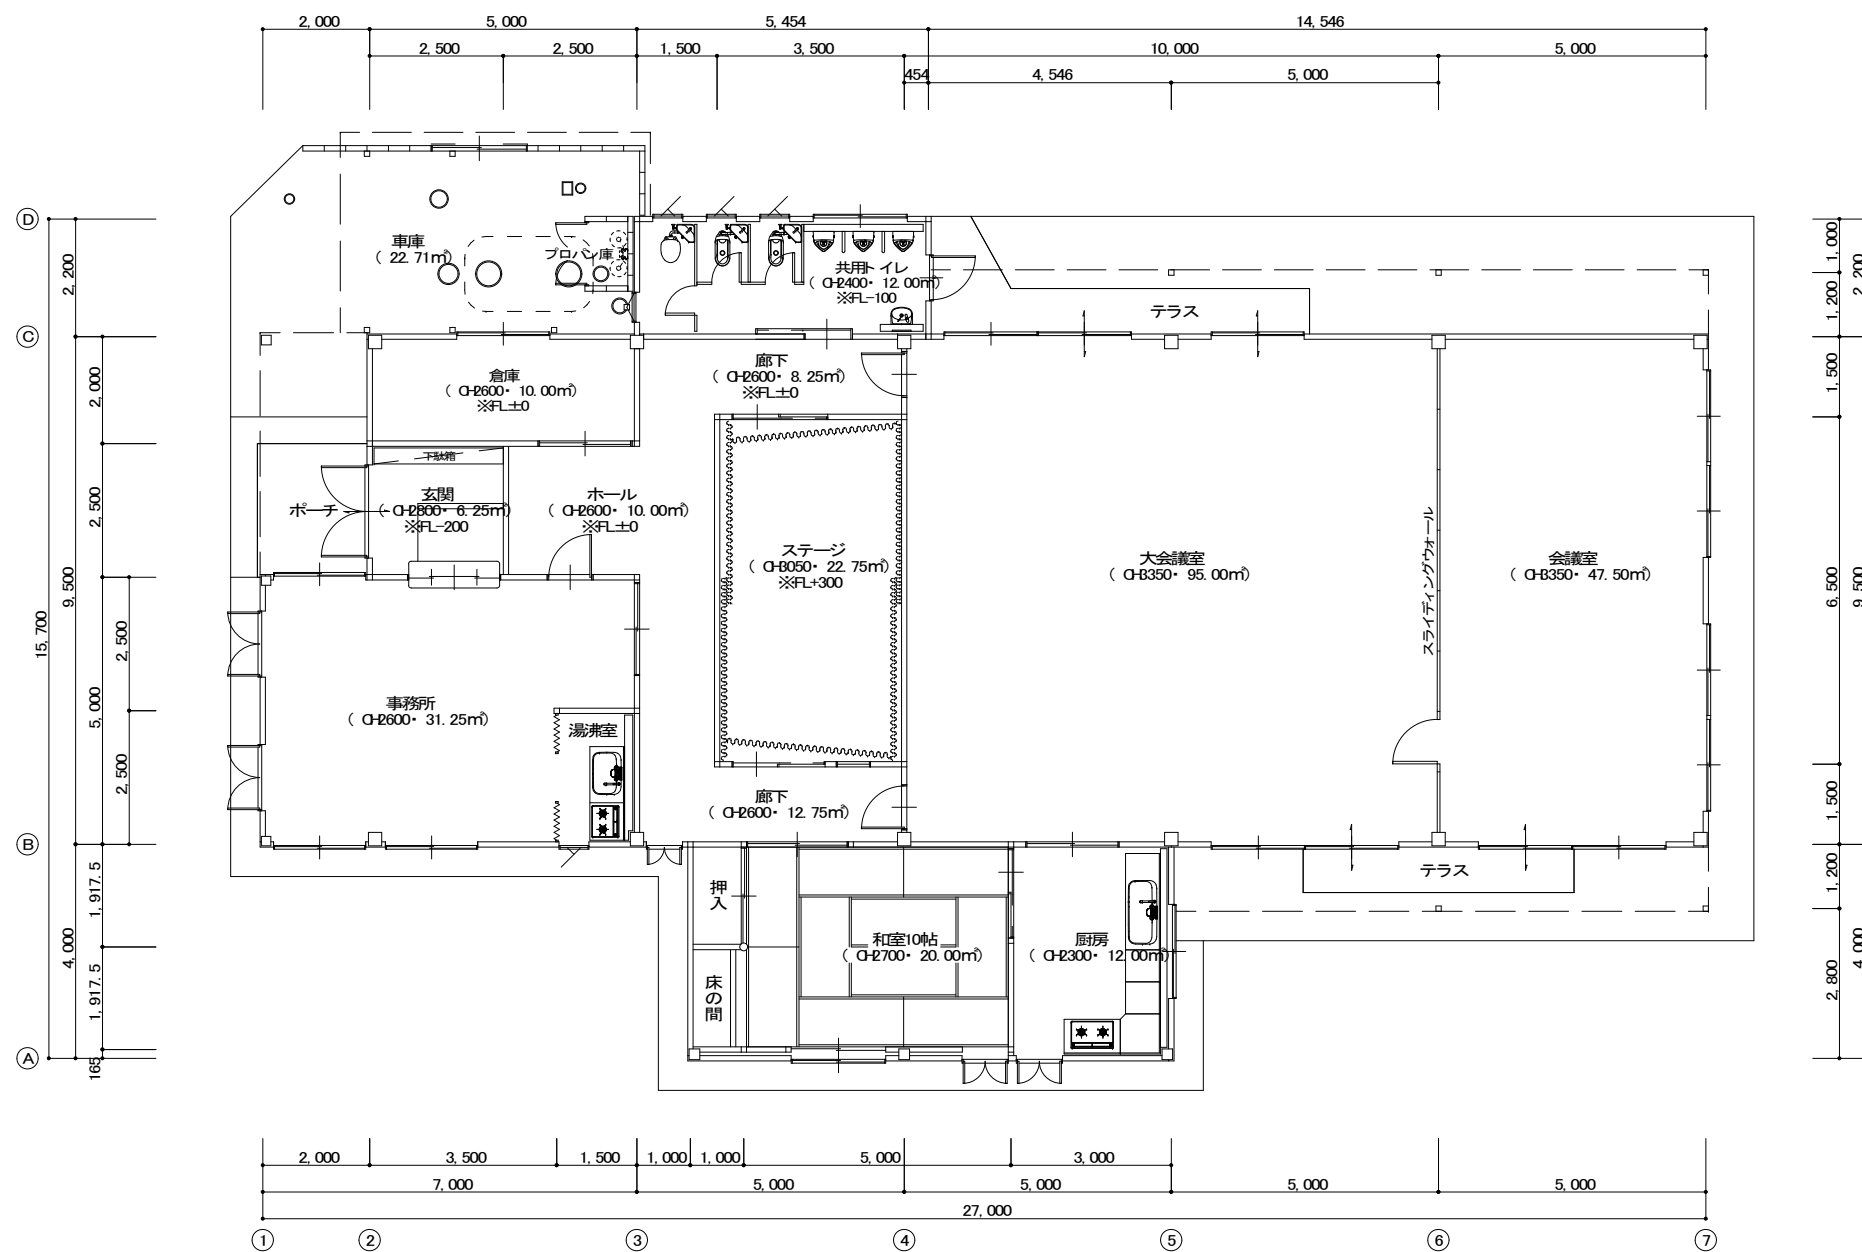 2,000
5,000
5,454
14,546
2,500
2,500
1,500
3,500
10,000
5,000
454
4,546
5,000
D
C
B
A
2,200
2,000
2,500
9,500
15,700
2,500
5,000
2,500
1,917.5
4,000
1,917.5
165
車庫
( 22.71㎡)
プロパン庫
共用トイレ
( CH2400・12.00㎡)
※FL-100
テラス
倉庫
( CH2600・10.00㎡)
※FL±0
廊下
( CH2600・8.25㎡)
※FL±0
下駄箱
ポーチ
玄関
( CH2800・6.25㎡)
※FL-200
ホール
( CH2600・10.00㎡)
※FL±0
ステージ
( CH3050・22.75㎡)
※FL+300
大会議室
( CH3350・95.00㎡)
スライディングウォール
会議室
( CH3350・47.50㎡)
事務所
( CH2600・31.25㎡)
湯沸室
廊下
( CH2600・12.75㎡)
テラス
押入
床の間
和室10帖
( CH2700・20.00㎡)
厨房
( CH2300・12.00㎡)
1,000
2,200
1,200
1,500
6,500
9,500
1,500
1,200
2,800
4,000
2,000
3,500
1,500
1,000
1,000
5,000
3,000
7,000
5,000
5,000
5,000
5,000
27,000
1
2
3
4
5
6
7